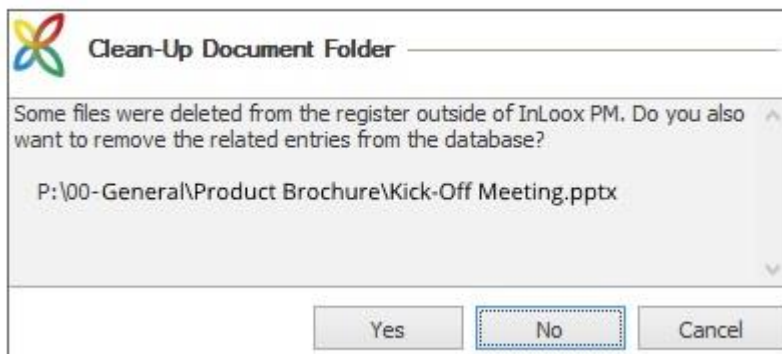 Clean-Up Document Folder
Some files were deleted from the register outside of InLoox PM. Do you also
want to remove the related entries from the database?
P:\00-General\Product Brochure\Kick-Off Meeting.pptx
Yes No Cancel